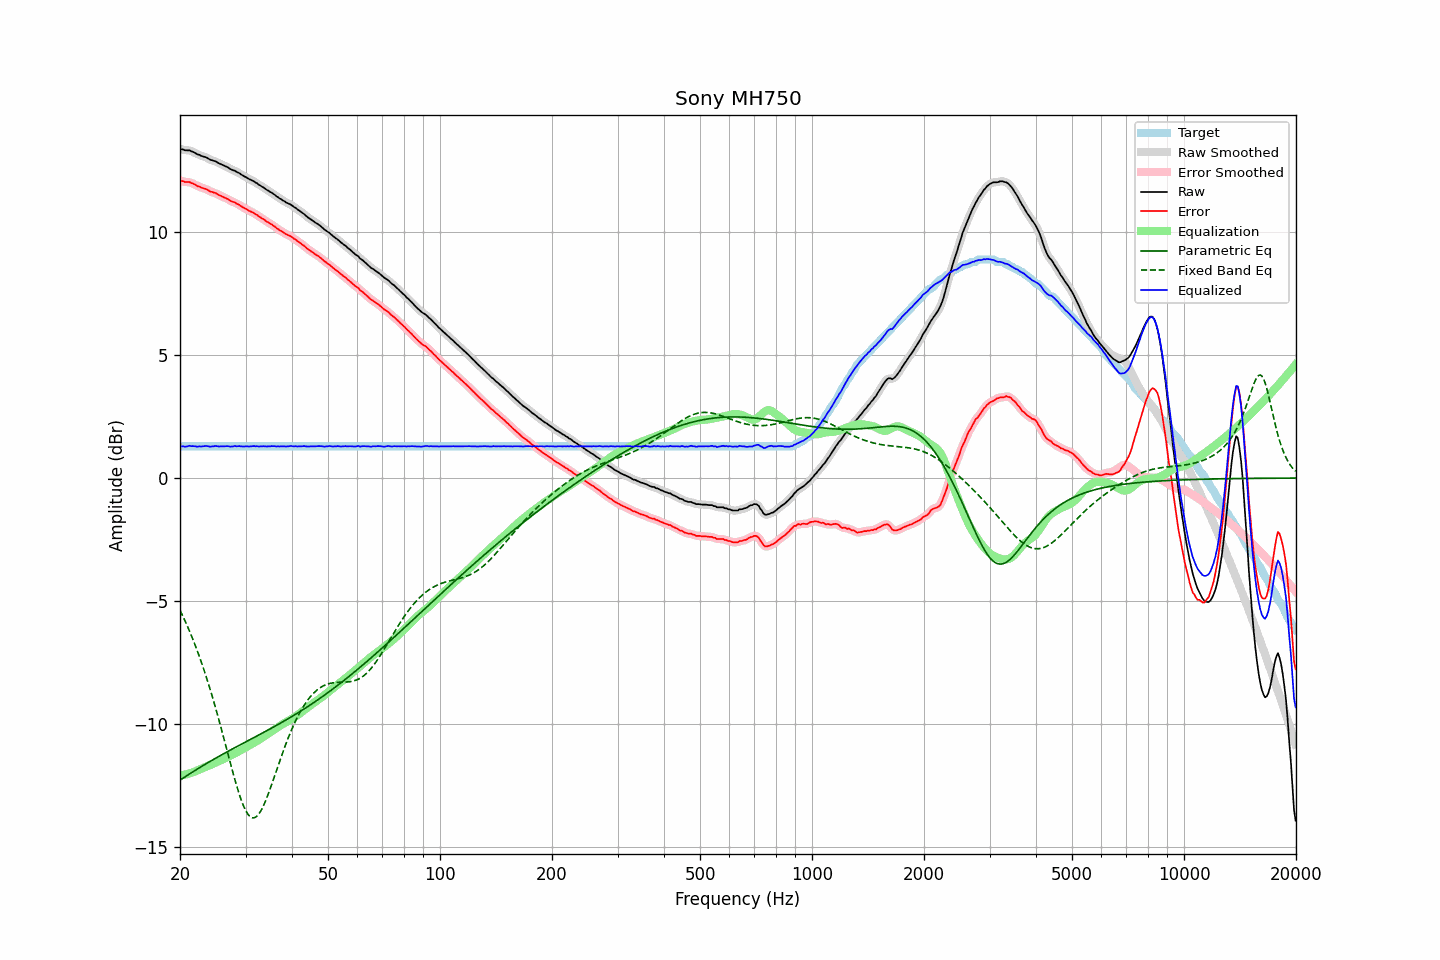 Sony MH750
Target
Raw Smoothed
Error Smoothed
Raw
Error
Equalization
Parametric Eq
Fixed Band Eq
Equalized
Amplitude (dBr)
10
5
0
−5
−10
−15
20 50 100 200 500 1000 2000 5000 10000 20000
Frequency (Hz)